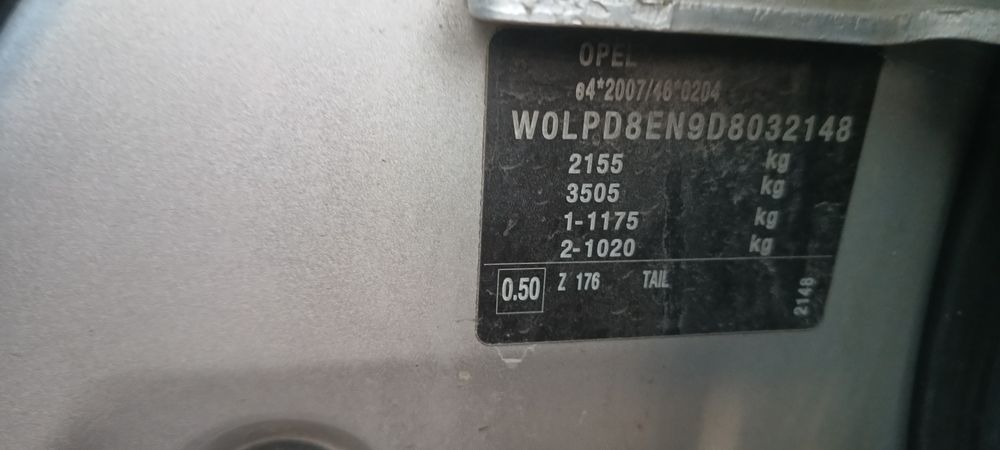 OPEL
e4*2007/46*0204
W0LPD8EN9D8032148
2155 kg
3505 kg
1-1175 kg
2-1020 kg
0.50 Z 176 TAIL
2148